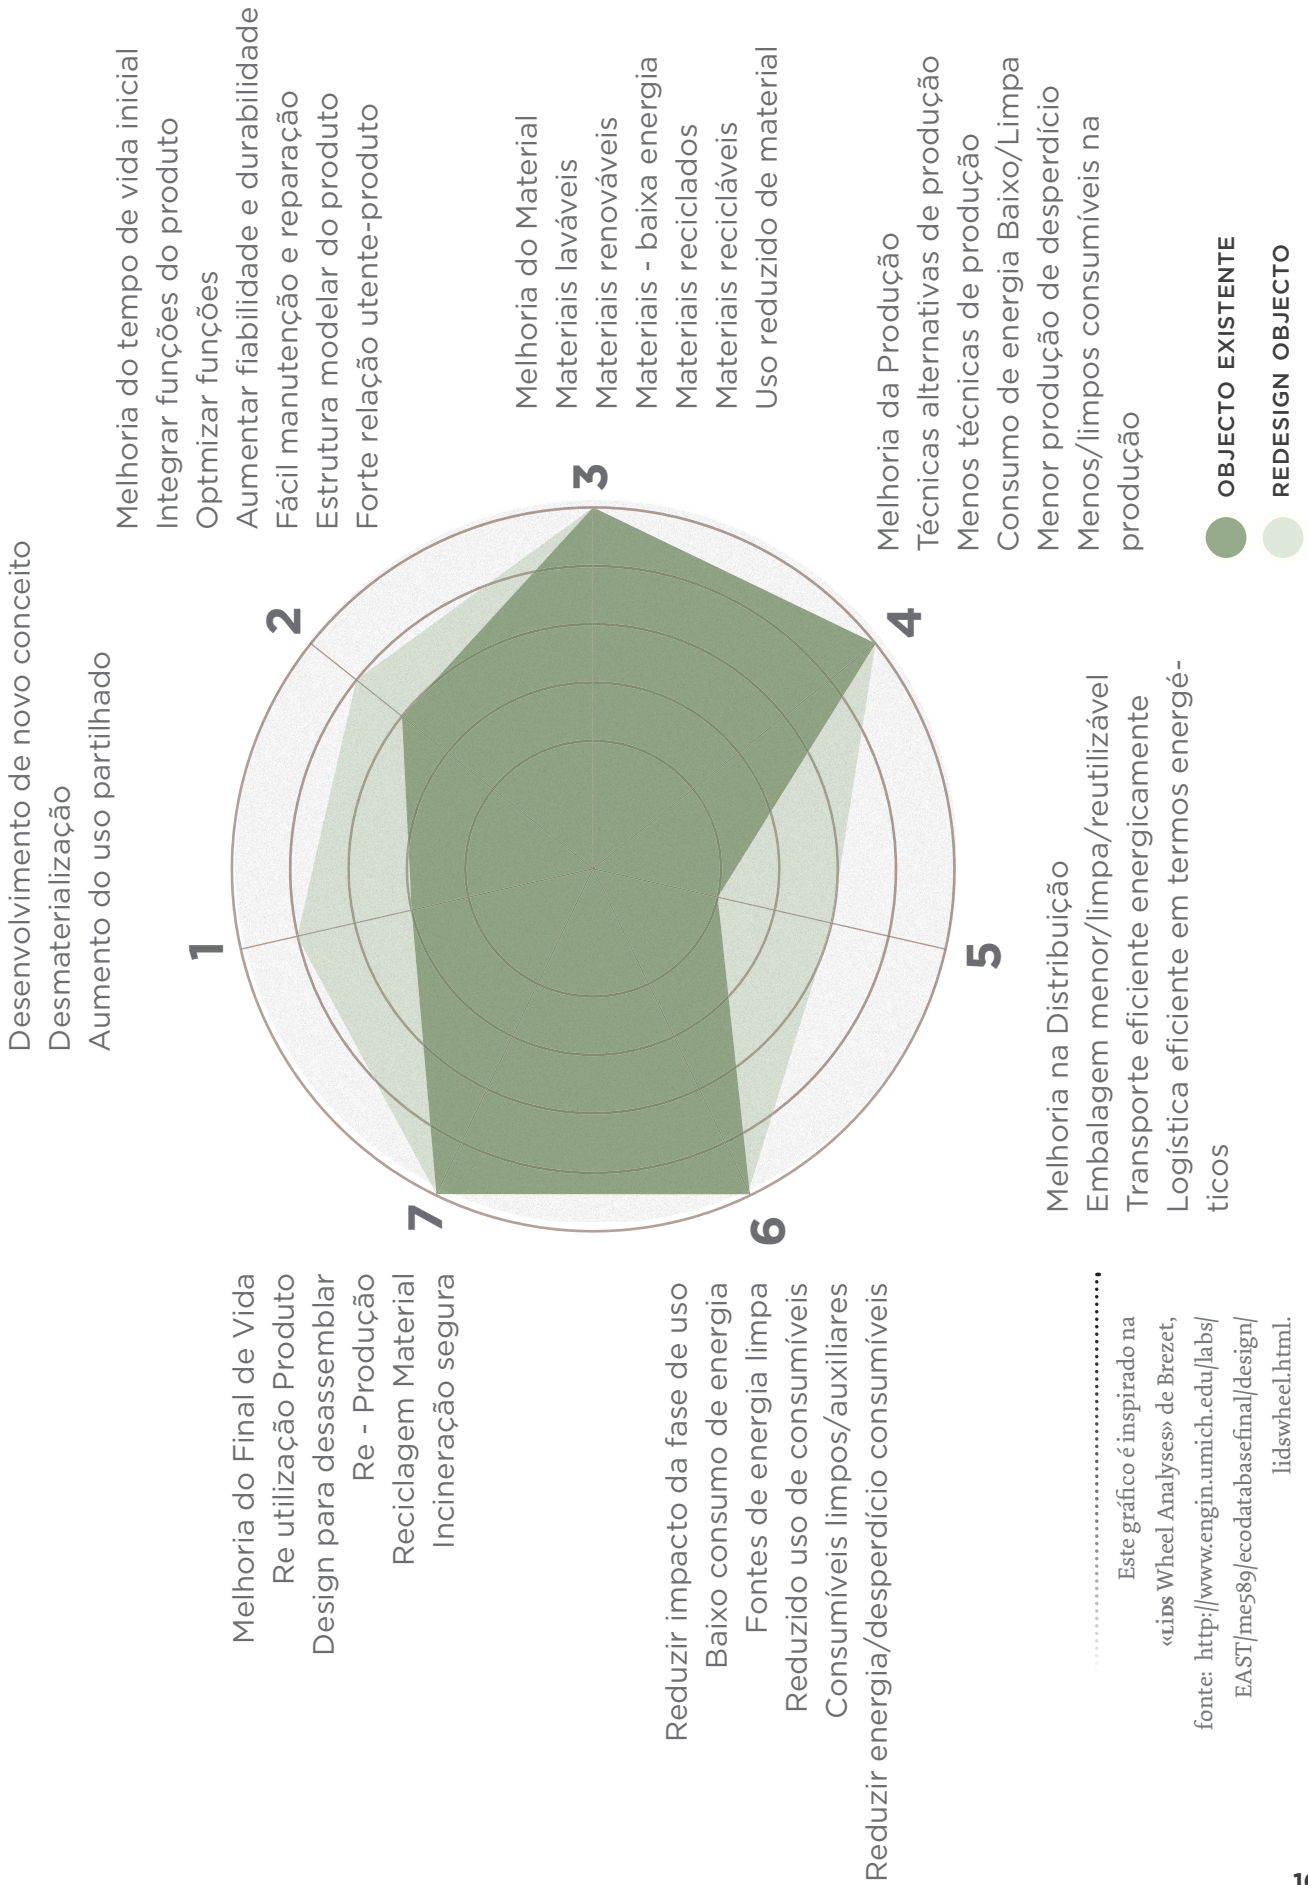 Desenvolvimento de novo conceito
Desmaterialização
Aumento do uso partilhado
1
Melhoria do tempo de vida inicial
Integrar funções do produto
Optmizar funções
Aumentar fiabilidade e durabilidade
Fácil manutenção e reparação
Estrutura modelar do produto
Forte relação utente-produto
2
Melhoria do Material
Materiais laváveis
Materiais renováveis
Materiais - baixa energia
Materiais reciclados
Materiais recicláveis
Uso reduzido de material
3
Melhoria da Produção
Técnicas alternativas de produção
Menos técnicas de produção
Consumo de energia Baixo/Limpa
Menor produção de desperdício
Menos/limpos consumíveis na
produção
4
Melhoria na Distribuição
Embalagem menor/limpa/reutilizável
Transporte eficiente energicamente
Logística eficiente em termos energé-
ticos
5
Reduzir impacto da fase de uso
Baixo consumo de energia
Fontes de energia limpa
Reduzido uso de consumíveis
Consumíveis limpos/auxiliares
Reduzir energia/desperdício consumíveis
6
Melhoria do Final de Vida
Re utilização Produto
Design para desassemblar
Re - Produção
Reciclagem Material
Incineração segura
7
OBJECTO EXISTENTE
REDESIGN OBJECTO
Este gráfico é inspirado na
«LiDS Wheel Analyses» de Brezet,
fonte: http://www.engin.umich.edu/labs/
EAST/me589/ecodatabasefinal/design/
lidswheel.html.